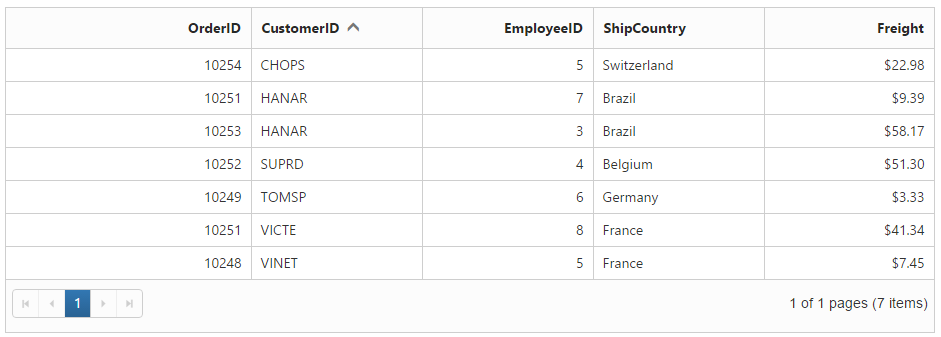 OrderID CustomerID EmployeeID ShipCountry Freight
10254 CHOPS 5 Switzerland $22.98
10251 HANAR 7 Brazil $9.39
10253 HANAR 3 Brazil $58.17
10252 SUPRD 4 Belgium $51.30
10249 TOMSP 6 Germany $3.33
10251 VICTE 8 France $41.34
10248 VINET 5 France $7.45
1 1 of 1 pages (7 items)